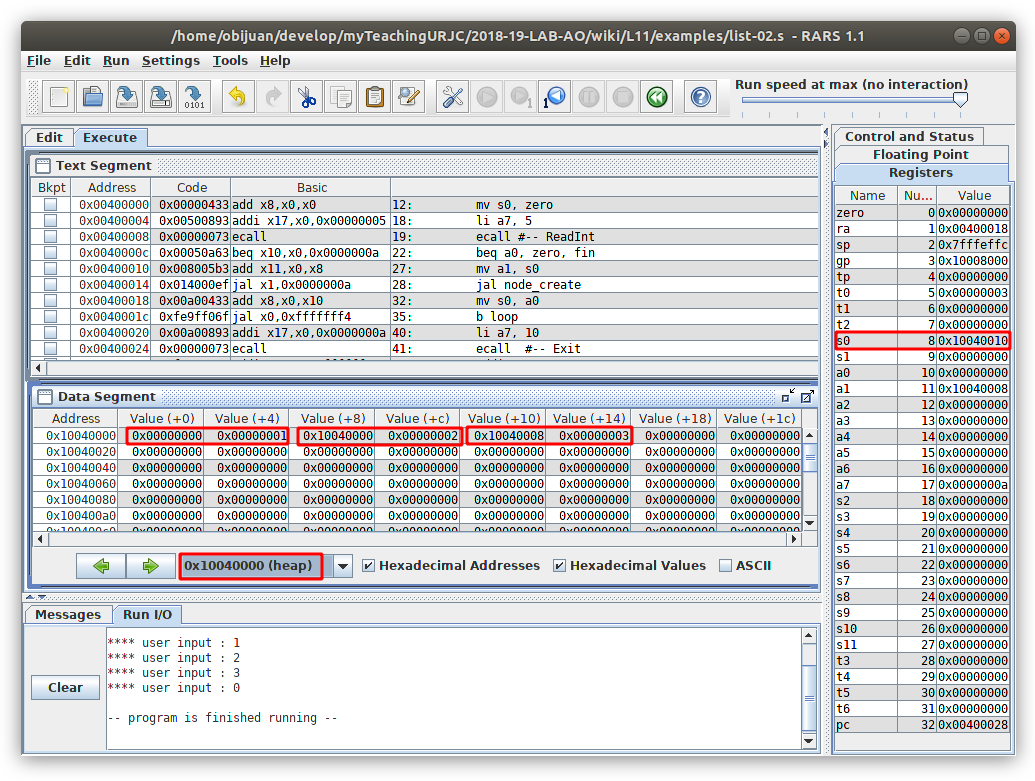 /home/obijuan/develop/myTeachingURJC/2018-19-LAB-AO/wiki/L11/examples/list-02.s - RARS 1.1
File Edit Run Settings Tools Help
Run speed at max (no interaction)
Edit Execute
Text Segment
Bkpt Address Code Basic
0x00400000 0x00000433 add x8,x0,x0 12: mv s0, zero
0x00400004 0x00500893 addi x17,x0,0x00000005 18: li a7, 5
0x00400008 0x00000073 ecall 19: ecall #-- ReadInt
0x0040000c 0x00050a63 beq x10,x0,0x0000000a 22: beq a0, zero, fin
0x00400010 0x008005b3 add x11,x0,x8 27: mv a1, s0
0x00400014 0x014000ef jal x1,0x0000000a 28: jal node_create
0x00400018 0x00a00433 add x8,x0,x10 32: mv s0, a0
0x0040001c 0xfe9ff06f jal x0,0xfffffff4 35: b loop
0x00400020 0x00a00893 addi x17,x0,0x0000000a 40: li a7, 10
0x00400024 0x00000073 ecall 41: ecall #-- Exit
Data Segment
Address Value (+0) Value (+4) Value (+8) Value (+c) Value (+10) Value (+14) Value (+18) Value (+1c)
0x10040000 0x00000000 0x00000001 0x10040000 0x00000002 0x10040008 0x00000003 0x00000000 0x00000000
0x10040020 0x00000000 0x00000000 0x00000000 0x00000000 0x00000000 0x00000000 0x00000000 0x00000000
0x10040040 0x00000000 0x00000000 0x00000000 0x00000000 0x00000000 0x00000000 0x00000000 0x00000000
0x10040060 0x00000000 0x00000000 0x00000000 0x00000000 0x00000000 0x00000000 0x00000000 0x00000000
0x10040080 0x00000000 0x00000000 0x00000000 0x00000000 0x00000000 0x00000000 0x00000000 0x00000000
0x100400a0 0x00000000 0x00000000 0x00000000 0x00000000 0x00000000 0x00000000 0x00000000 0x00000000
0x10040000 (heap) Hexadecimal Addresses Hexadecimal Values ASCII
Messages Run I/O
Clear
**** user input : 1
**** user input : 2
**** user input : 3
**** user input : 0
-- program is finished running --
Control and Status
Floating Point
Registers
Name Nu... Value
zero 0 0x00000000
ra 1 0x00400018
sp 2 0x7fffeffc
gp 3 0x10008000
tp 4 0x00000000
t0 5 0x00000003
t1 6 0x00000000
t2 7 0x00000000
s0 8 0x10040010
s1 9 0x00000000
a0 10 0x00000000
a1 11 0x10040008
a2 12 0x00000000
a3 13 0x00000000
a4 14 0x00000000
a5 15 0x00000000
a6 16 0x00000000
a7 17 0x0000000a
s2 18 0x00000000
s3 19 0x00000000
s4 20 0x00000000
s5 21 0x00000000
s6 22 0x00000000
s7 23 0x00000000
s8 24 0x00000000
s9 25 0x00000000
s10 26 0x00000000
s11 27 0x00000000
t3 28 0x00000000
t4 29 0x00000000
t5 30 0x00000000
t6 31 0x00000000
pc 32 0x00400028